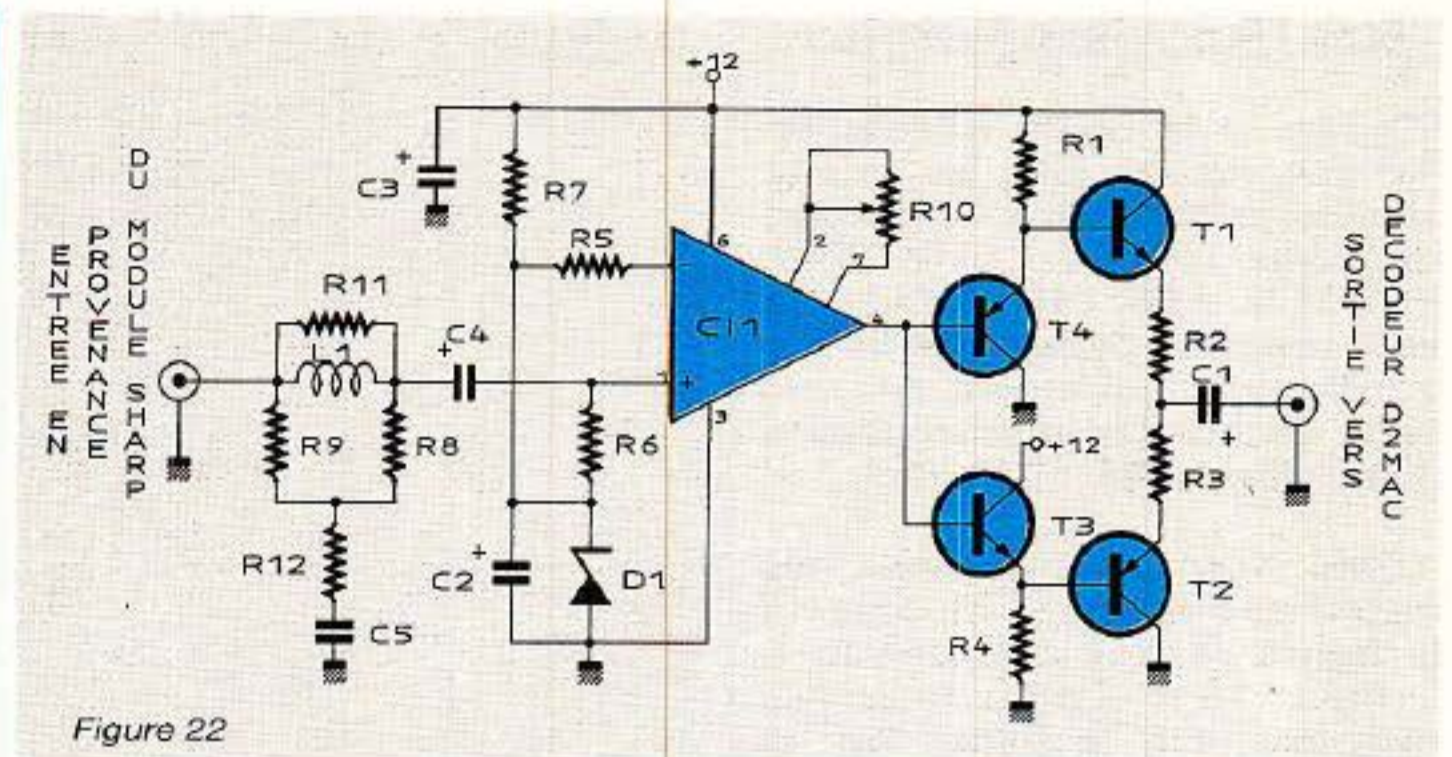 +12
C3
+
R7
R5
R10
2
7
R1
T1
6
-
CI1
4
T4
ENTREE EN
PROVENANCE
DU MODULE SHARP
R11
L1
C4
+
+
3
R9
R8
R6
R2
C1
+
R3
SORTIE VERS
DECODEUR D2MAC
+12
T3
R12
C5
C2
+
D1
R4
T2
Figure 22